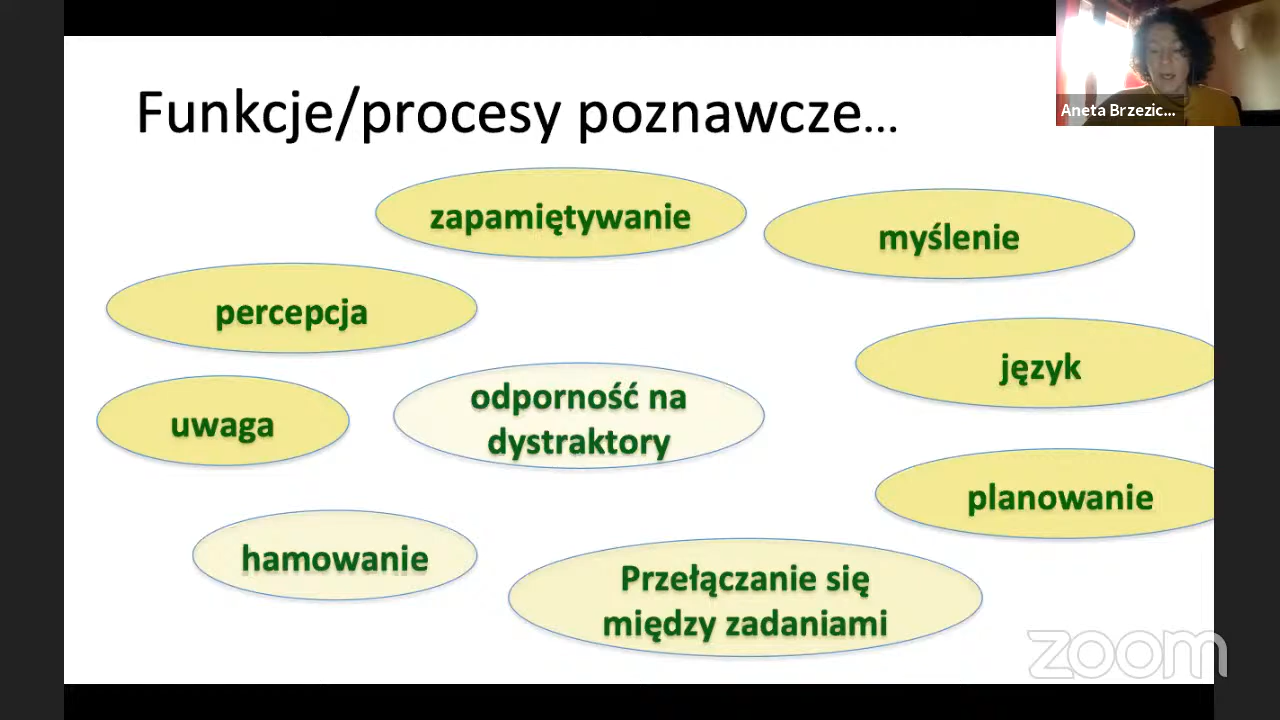 Funkcje/procesy poznawcze...
Aneta Brzezic...
zapamiętywanie
myślenie
percepcja
język
odporność na
dystraktory
uwaga
planowanie
hamowanie
Przełączanie się
między zadaniami
zoom